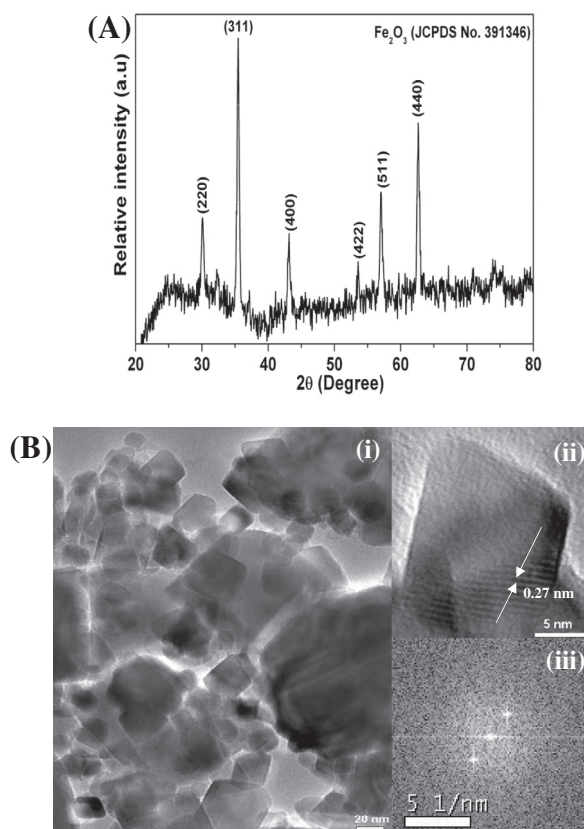 (A)
Fe₂O₃ (JCPDS No. 391346)
(311)
(440)
(511)
(220)
(400)
(422)
Relative intensity (a.u)
20 30 40 50 60 70 80
2θ (Degree)
(B)
(i)
(ii)
0.27 nm
5 nm
(iii)
20 nm
5 1/nm